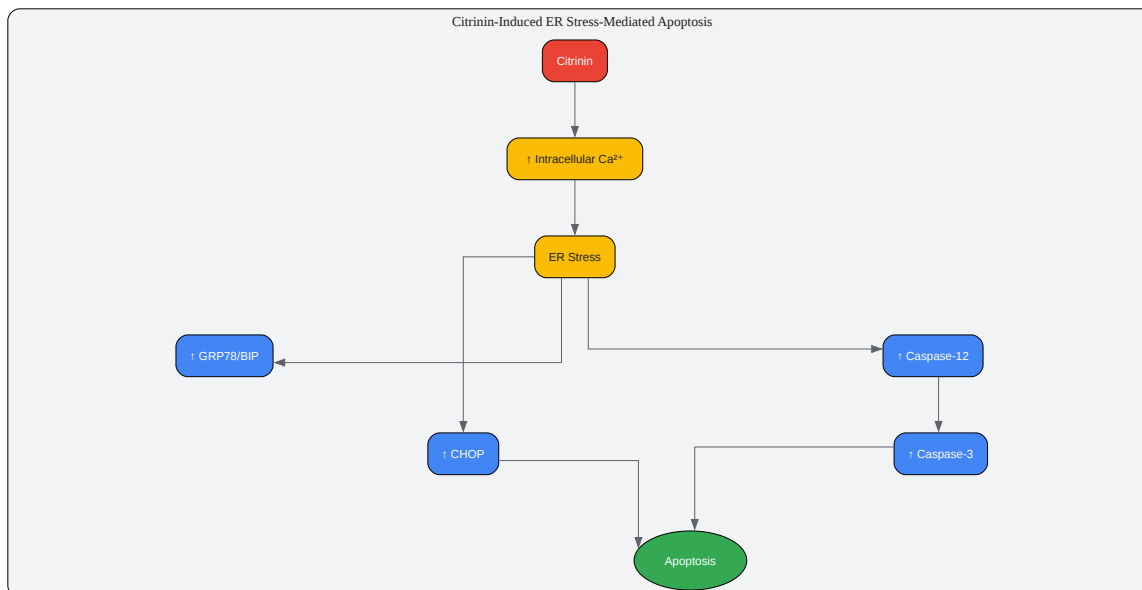 Citrinin-Induced ER Stress-Mediated Apoptosis
Citrinin
↑ Intracellular Ca²⁺
ER Stress
↑ GRP78/BIP
↑ Caspase-12
↑ CHOP
↑ Caspase-3
Apoptosis